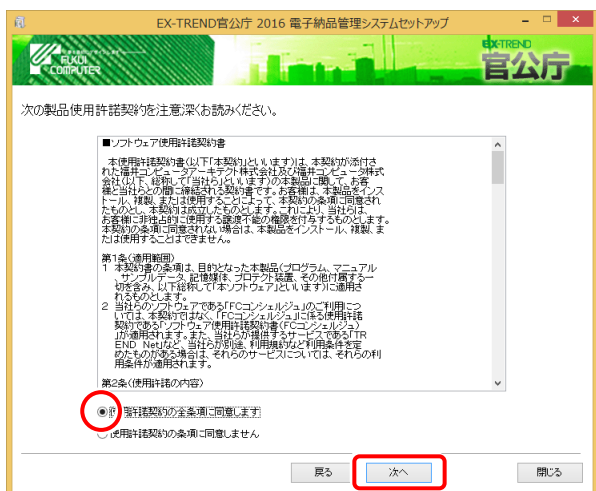 EX-TREND官公庁 2016 電子納品管理システムセットアップ
FUKUI
COMPUTER
EX-TREND
官公庁
次の製品使用許諾契約を注意深くお読みください。
■ソフトウェア使用許諾契約書
本使用許諾契約書(以下「本契約」といいます)は、本契約が添付さ
れた福井コンピュータアーキテクト株式会社及び福井コンピュータ株式
会社(以下、総称して「当社ら」といいます)の本製品に関して、お客
様と当社らとの間に締結される契約書です。お客様は、本製品をインス
トール、複製、または使用することによって、本契約の条項に同意され
たものとし、本契約は成立したものとします。これにより、当社らは、
お客様に非独占的に使用する譲渡不能の権限を付与するものとします。
本契約の条項に同意されない場合は、本製品をインストール、複製、ま
たは使用することはできません。
第1条(適用範囲)
1 本契約書の条項は、目的となった本製品(プログラム、マニュアル
、サンプルデータ、記憶媒体、プロテクト装置、その他付属する一
切を含み、以下総称して「本ソフトウェア」といいます)に適用さ
れるものとします。
2 当社らのソフトウェアである「FCコンシェルジュ」のご利用につ
いては、本契約ではなく、「FCコンシェルジュ」に係る使用許諾
契約である「ソフトウェア使用許諾契約書(FCコンシェルジュ)
」が適用されます。また、当社らが提供するサービスである「TR
END Net」など、当社らが別途、利用規約など利用条件を定
めたものがある場合は、それらのサービスについては、それらの利
用条件が適用されます。
第2条(使用許諾の内容)
使用許諾契約の全条項に同意します
使用許諾契約の条項に同意しません
戻る 次へ 閉じる